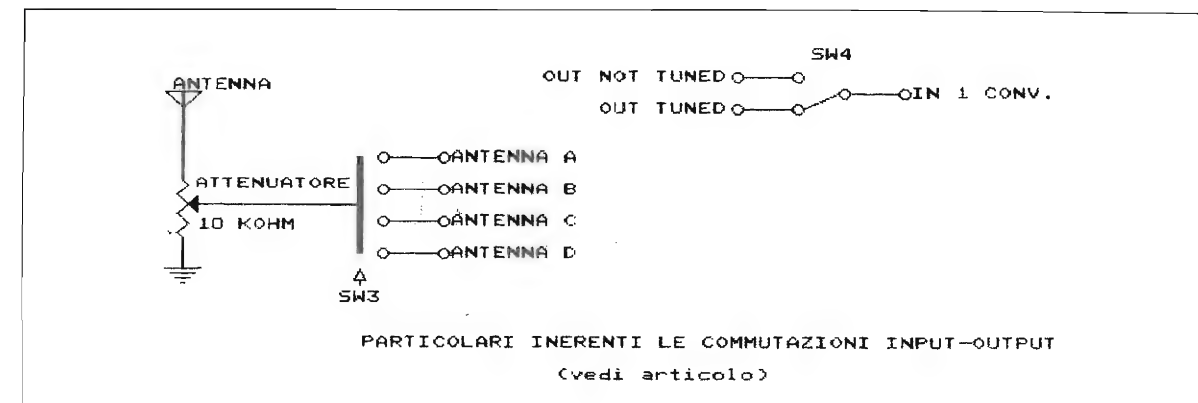 SW4
ANTENNA
OUT NOT TUNED
OUT TUNED
IN 1 CONV.
ANTENNA A
ATTENUATORE
ANTENNA B
10 KOHM
ANTENNA C
ANTENNA D
SW3
PARTICOLARI INERENTI LE COMMUTAZIONI INPUT-OUTPUT
(vedi articolo)